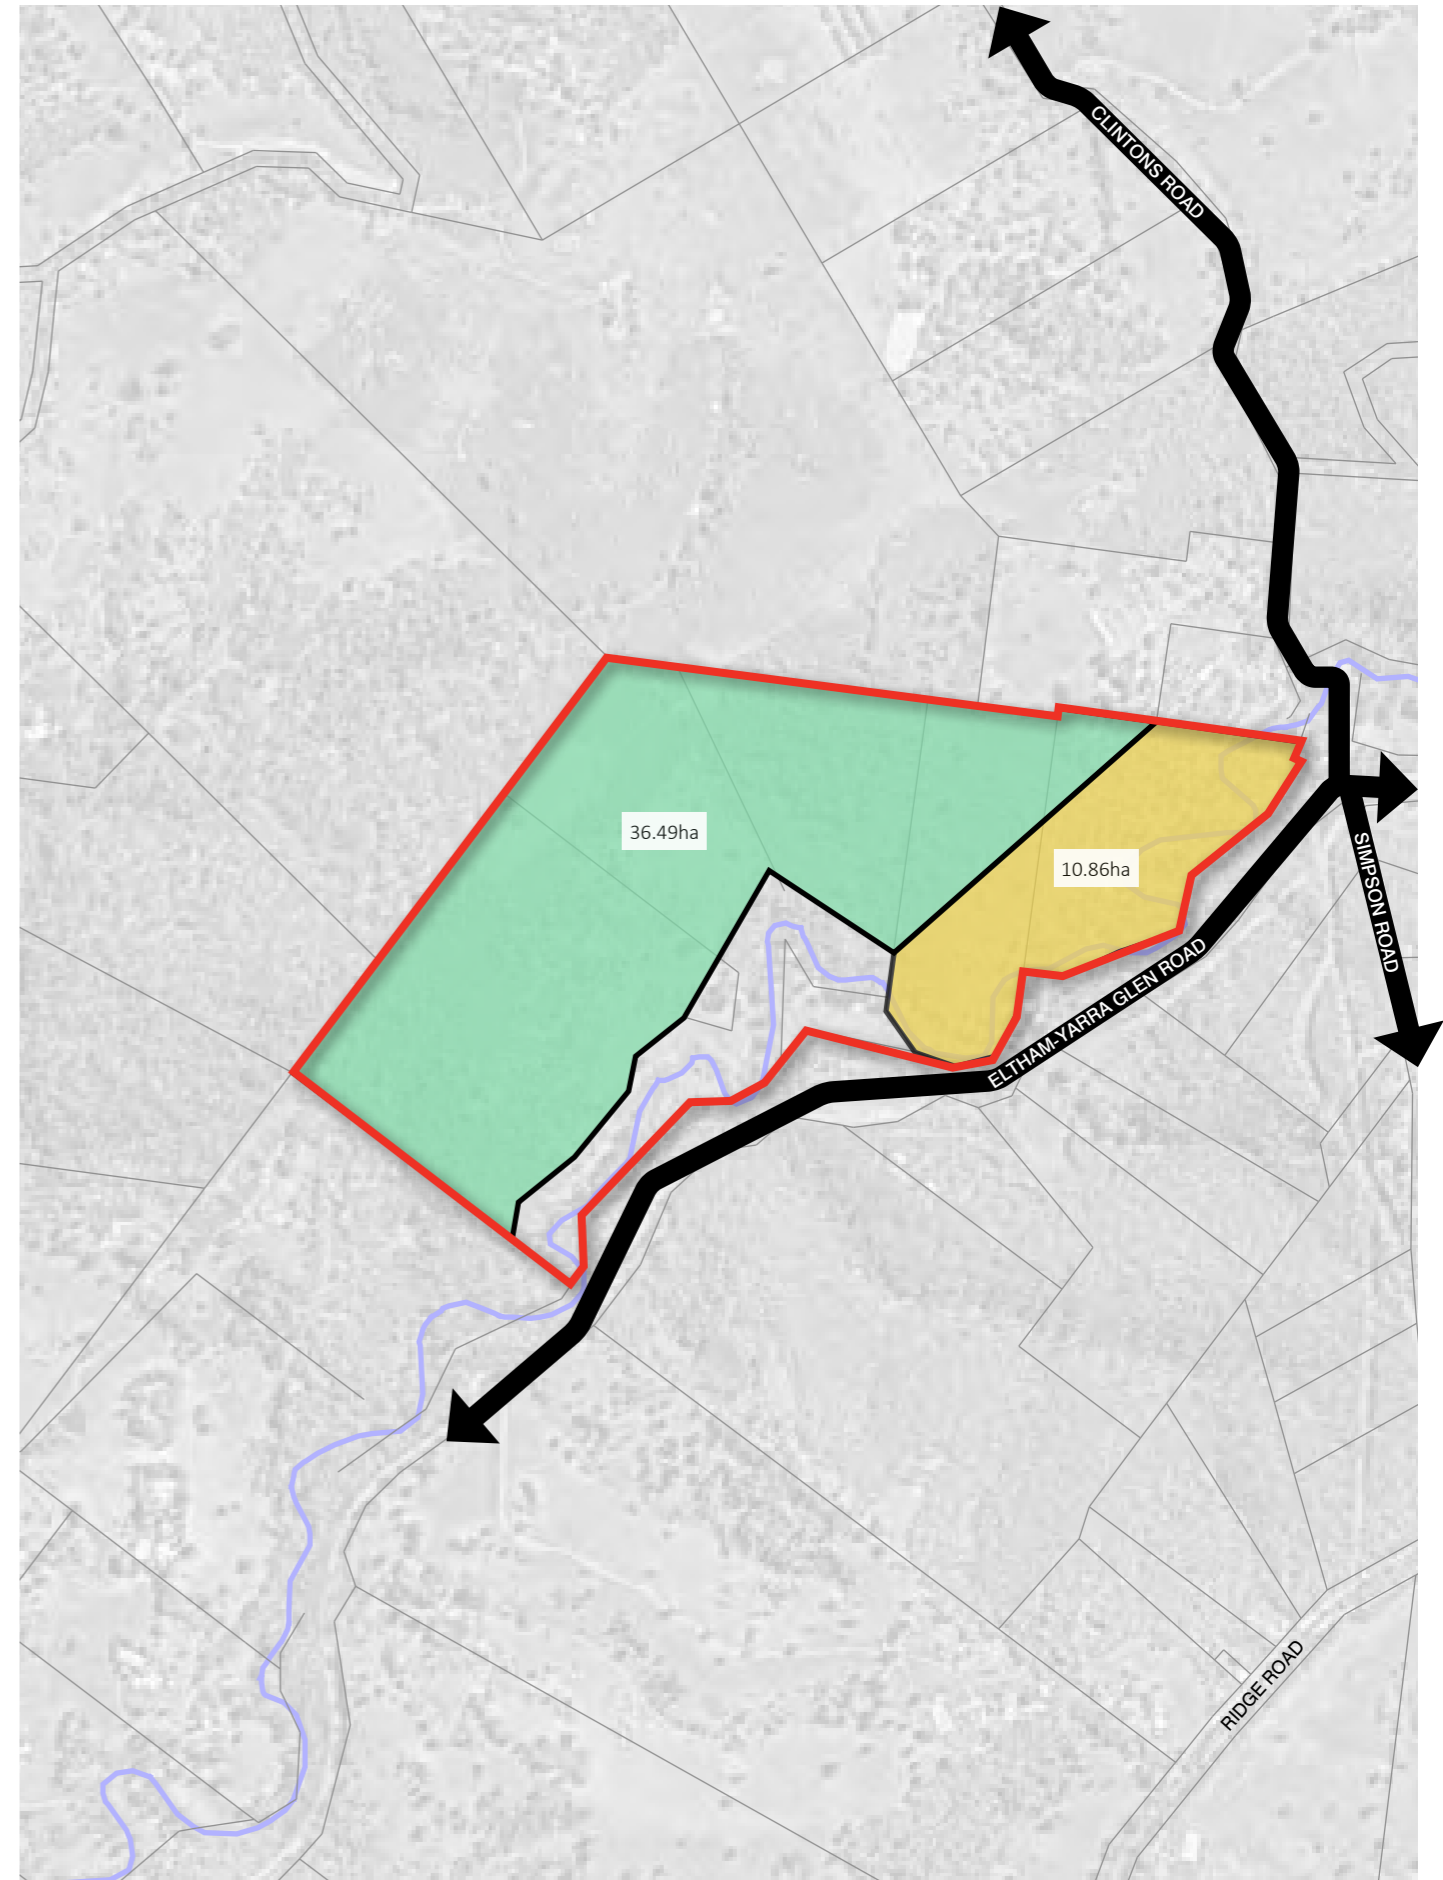 CLINTONS ROAD
36.49ha
10.86ha
SIMPSON ROAD
ELTHAM-YARRA GLEN ROAD
RIDGE ROAD